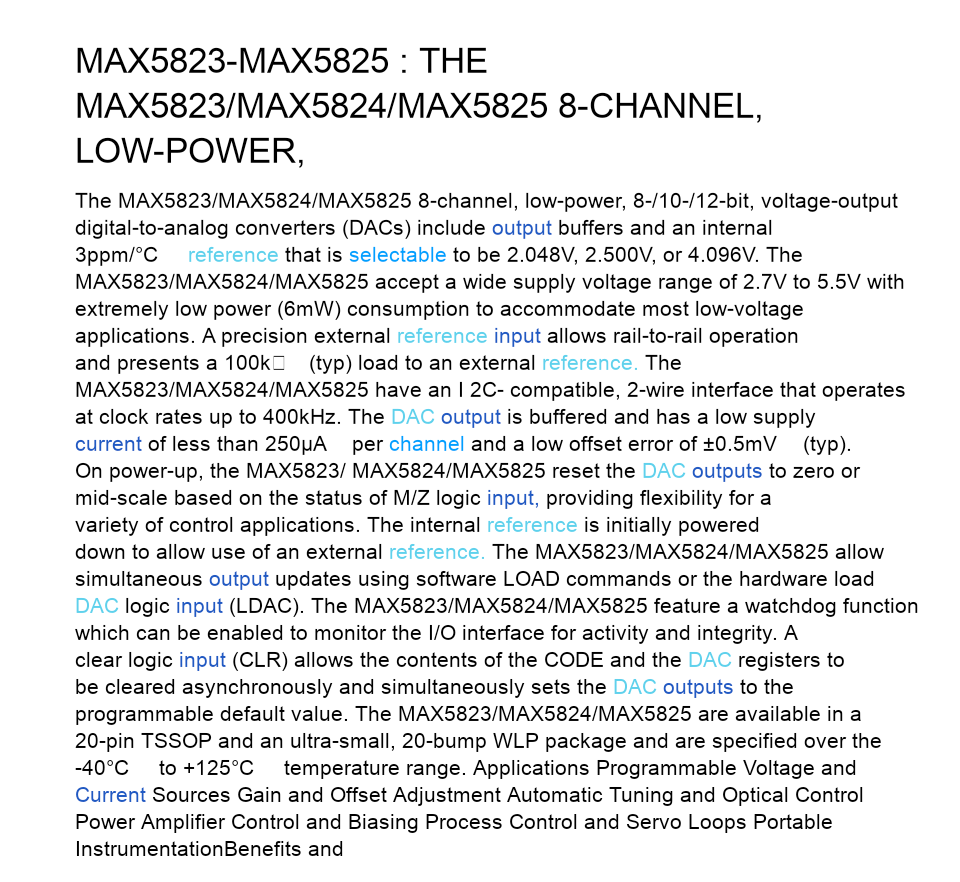 MAX5823-MAX5825 : THE
MAX5823/MAX5824/MAX5825 8-CHANNEL,
LOW-POWER,
The MAX5823/MAX5824/MAX5825 8-channel, low-power, 8-/10-/12-bit, voltage-output
digital-to-analog converters (DACs) include output buffers and an internal
3ppm/°C reference that is selectable to be 2.048V, 2.500V, or 4.096V. The
MAX5823/MAX5824/MAX5825 accept a wide supply voltage range of 2.7V to 5.5V with
extremely low power (6mW) consumption to accommodate most low-voltage
applications. A precision external reference input allows rail-to-rail operation
and presents a 100k□ (typ) load to an external reference. The
MAX5823/MAX5824/MAX5825 have an I 2C- compatible, 2-wire interface that operates
at clock rates up to 400kHz. The DAC output is buffered and has a low supply
current of less than 250µA per channel and a low offset error of ±0.5mV (typ).
On power-up, the MAX5823/ MAX5824/MAX5825 reset the DAC outputs to zero or
mid-scale based on the status of M/Z logic input, providing flexibility for a
variety of control applications. The internal reference is initially powered
down to allow use of an external reference. The MAX5823/MAX5824/MAX5825 allow
simultaneous output updates using software LOAD commands or the hardware load
DAC logic input (LDAC). The MAX5823/MAX5824/MAX5825 feature a watchdog function
which can be enabled to monitor the I/O interface for activity and integrity. A
clear logic input (CLR) allows the contents of the CODE and the DAC registers to
be cleared asynchronously and simultaneously sets the DAC outputs to the
programmable default value. The MAX5823/MAX5824/MAX5825 are available in a
20-pin TSSOP and an ultra-small, 20-bump WLP package and are specified over the
-40°C to +125°C temperature range. Applications Programmable Voltage and
Current Sources Gain and Offset Adjustment Automatic Tuning and Optical Control
Power Amplifier Control and Biasing Process Control and Servo Loops Portable
InstrumentationBenefits and